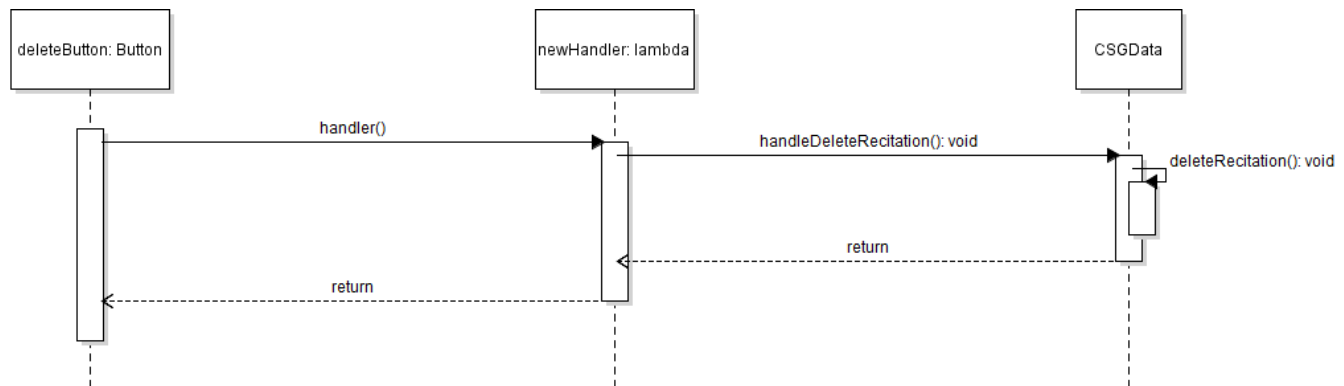 deleteButton: Button
newHandler: lambda
CSGData
handler()
handleDeleteRecitation(): void
deleteRecitation(): void
return
return